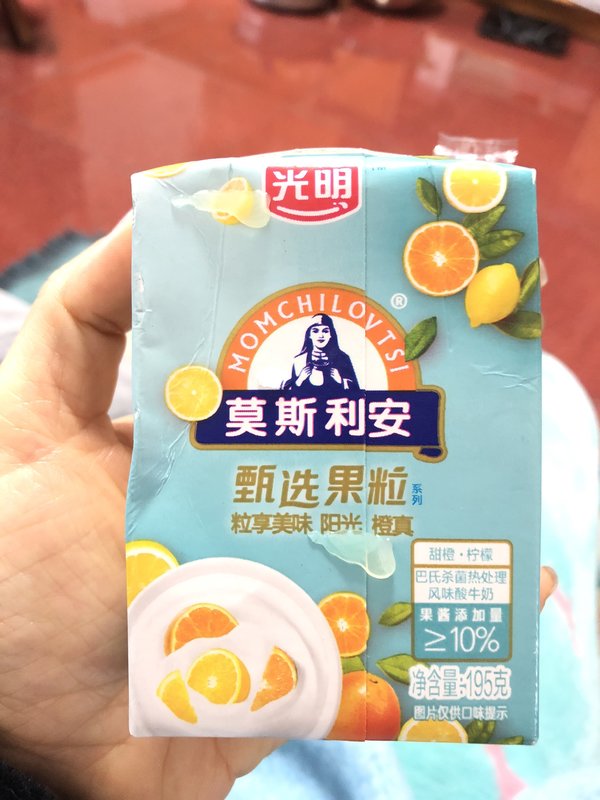 光明
MOMCHILOVTSI
®
莫斯利安
甄选果粒系列
粒享美味 阳光 橙真
甜橙·柠檬
巴氏杀菌热处理
风味酸牛奶
果酱添加量
≥10%
净含量:195克
图片仅供口味提示